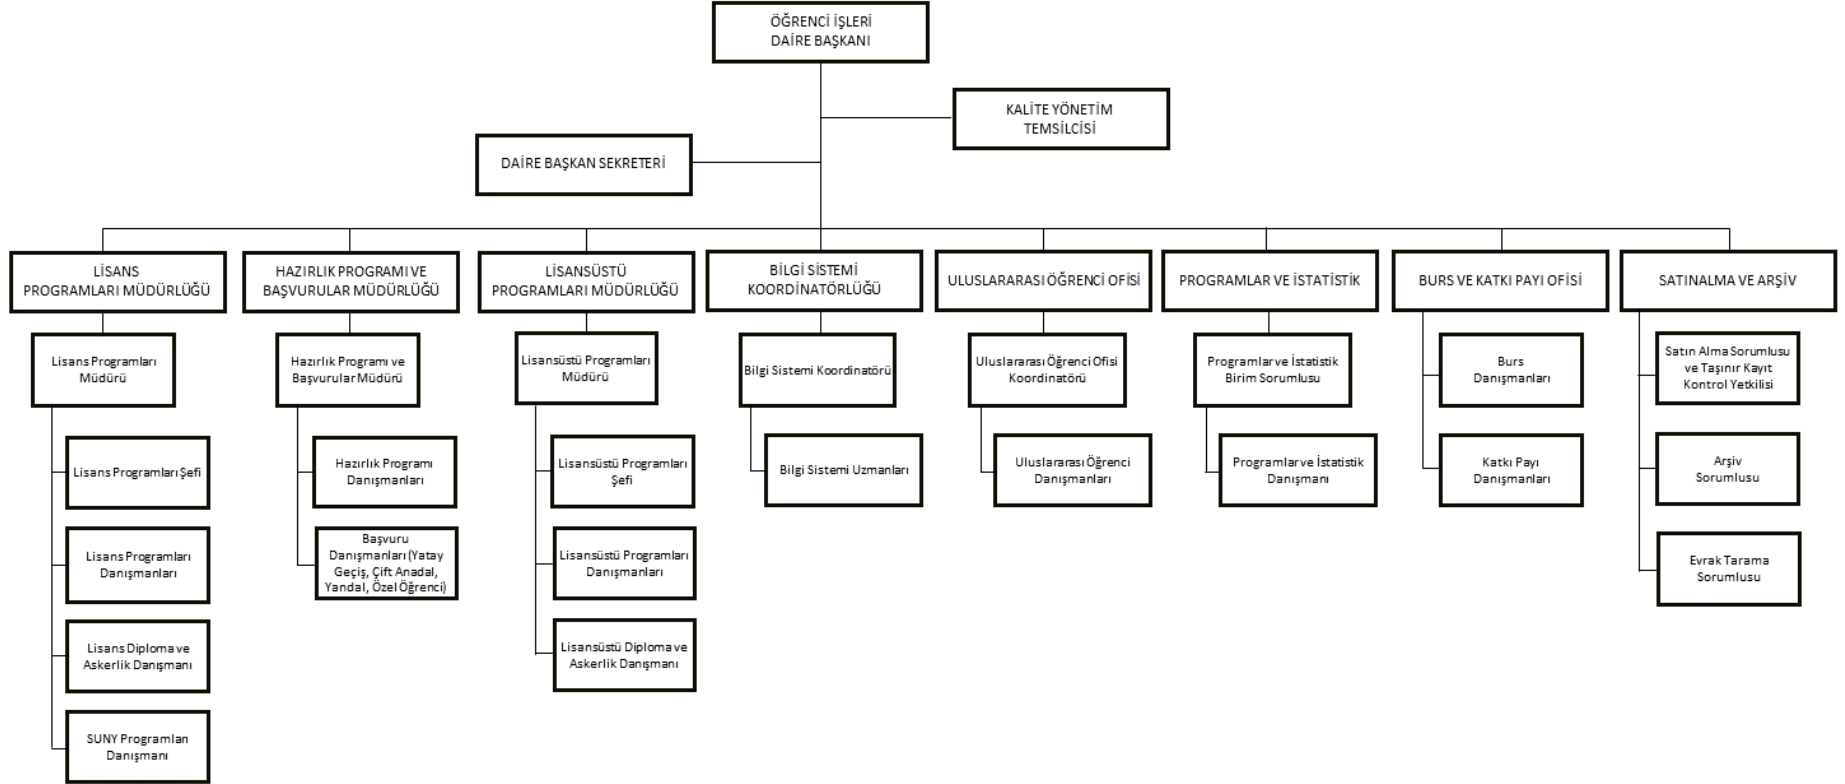 ÖĞRENCİ İŞLERİ
DAİRE BAŞKANI
KALİTE YÖNETİM
TEMSİLCİSİ
DAİRE BAŞKAN SEKRETERİ
LİSANS
PROGRAMLARI MÜDÜRLÜĞÜ
HAZIRLIK PROGRAMI VE
BAŞVURULAR MÜDÜRLÜĞÜ
LİSANSÜSTÜ
PROGRAMLARI MÜDÜRLÜĞÜ
BİLGİ SİSTEMİ
KOORDİNATÖRLÜĞÜ
ULUSLARARASI ÖĞRENCİ OFİSİ
PROGRAMLAR VE İSTATİSTİK
BURS VE KATKI PAYI OFİSİ
SATINALMA VE ARŞİV
Lisans Programları
Müdürü
Hazırlık Programı ve
Başvurular Müdürü
Lisansüstü Programları
Müdürü
Bilgi Sistemi Koordinatörü
Uluslararası Öğrenci Ofisi
Koordinatörü
Programlar ve İstatistik
Birim Sorumlusu
Burs
Danışmanları
Satın Alma Sorumlusu
ve Taşınır Kayıt
Kontrol Yetkilisi
Lisans Programları Şefi
Hazırlık Programı
Danışmanları
Lisansüstü Programları
Şefi
Bilgi Sistemi Uzmanları
Uluslararası Öğrenci
Danışmanları
Programlar ve İstatistik
Danışmanı
Katkı Payı
Danışmanları
Arşiv
Sorumlusu
Lisans Programları
Danışmanları
Başvuru
Danışmanları (Yatay
Geçiş, Çift Anadal,
Yandal, Özel Öğrenci)
Lisansüstü Programları
Danışmanları
Evrak Tarama
Sorumlusu
Lisans Diploma ve
Askerlik Danışmanı
Lisansüstü Diploma ve
Askerlik Danışmanı
SUNY Programları
Danışmanı